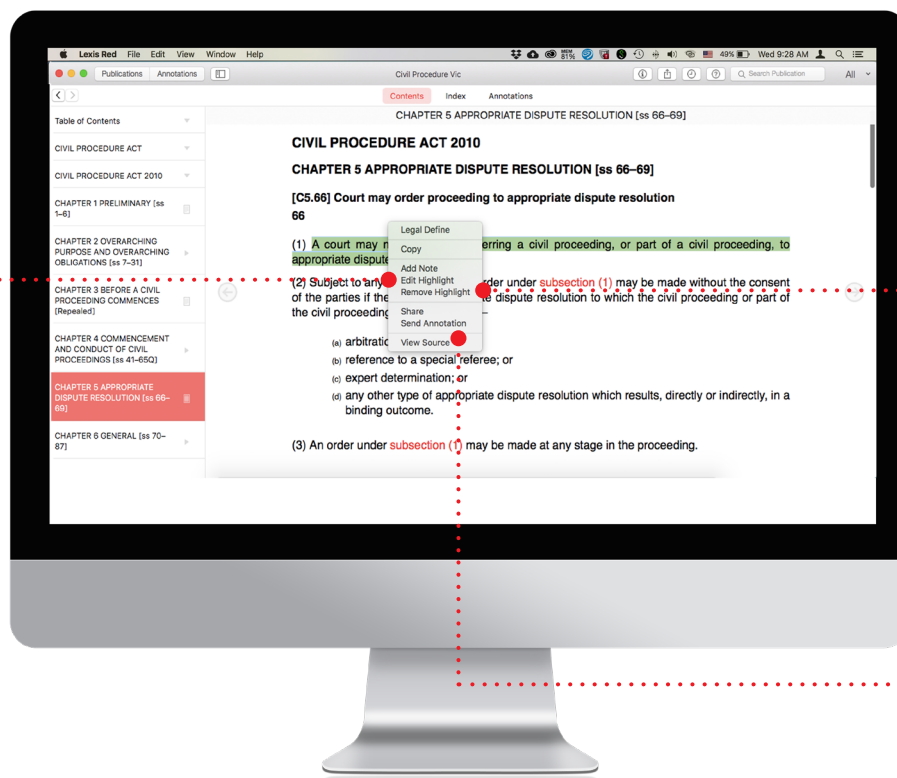 Lexis Red File Edit View Window Help MEM 81% 49% Wed 9:28 AM
Publications Annotations Civil Procedure Vic Search Publication All
Contents Index Annotations
Table of Contents
CIVIL PROCEDURE ACT
CIVIL PROCEDURE ACT 2010
CHAPTER 1 PRELIMINARY [ss
1–6]
CHAPTER 2 OVERARCHING
PURPOSE AND OVERARCHING
OBLIGATIONS [ss 7–31]
CHAPTER 3 BEFORE A CIVIL
PROCEEDING COMMENCES
[Repealed]
CHAPTER 4 COMMENCEMENT
AND CONDUCT OF CIVIL
PROCEEDINGS [ss 41–65Q]
CHAPTER 5 APPROPRIATE
DISPUTE RESOLUTION [ss 66–
69]
CHAPTER 6 GENERAL [ss 70–
87]
CHAPTER 5 APPROPRIATE DISPUTE RESOLUTION [ss 66–69]
CIVIL PROCEDURE ACT 2010
CHAPTER 5 APPROPRIATE DISPUTE RESOLUTION [ss 66–69]
[C5.66] Court may order proceeding to appropriate dispute resolution
66
(1) A court may erring a civil proceeding, or part of a civil proceeding, to
appropriate dispute
(2) Subject to any der under subsection (1) may be made without the consent
of the parties if the te dispute resolution to which the civil proceeding or part of
the civil proceeding –
(a) arbitratio
(b) reference to a special referee; or
(c) expert determination; or
(d) any other type of appropriate dispute resolution which results, directly or indirectly, in a
binding outcome.
(3) An order under subsection (1) may be made at any stage in the proceeding.
Legal Define
Copy
Add Note
Edit Highlight
Remove Highlight
Share
Send Annotation
View Source